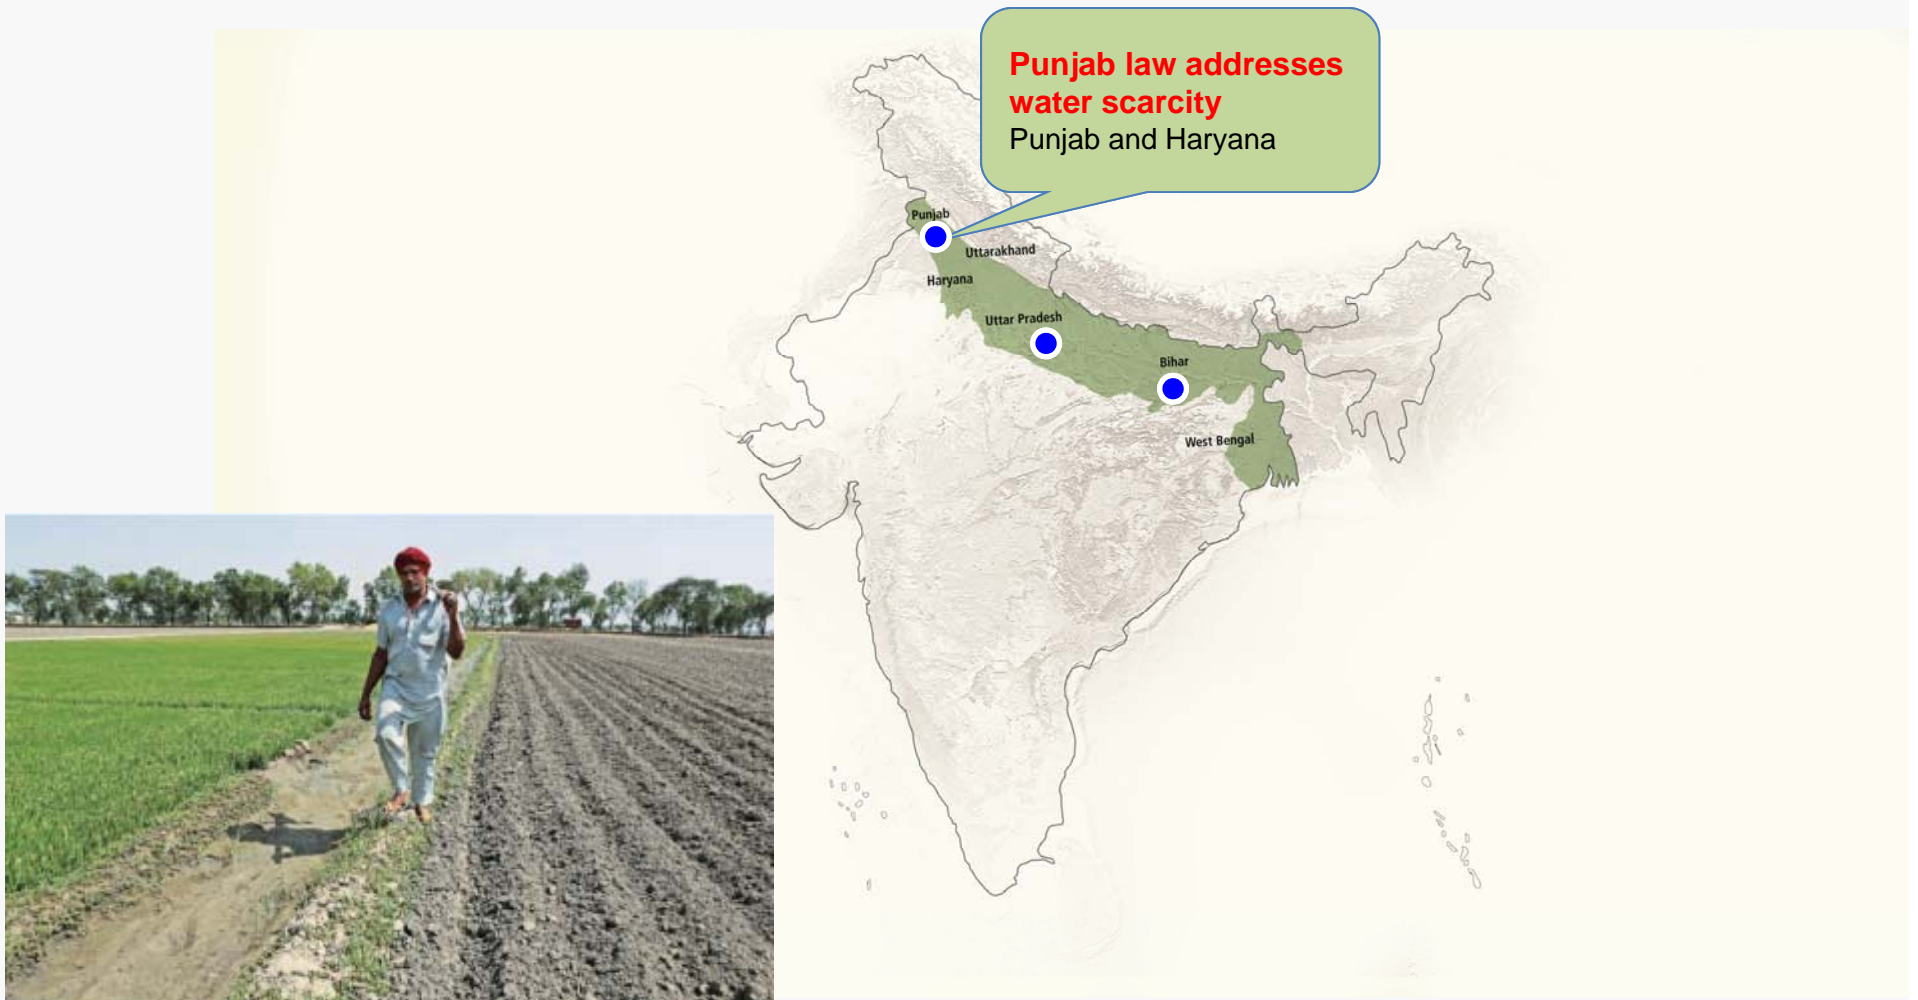 Punjab law addresses
water scarcity
Punjab and Haryana
Punjab
Uttarakhand
Haryana
Uttar Pradesh
Bihar
West Bengal